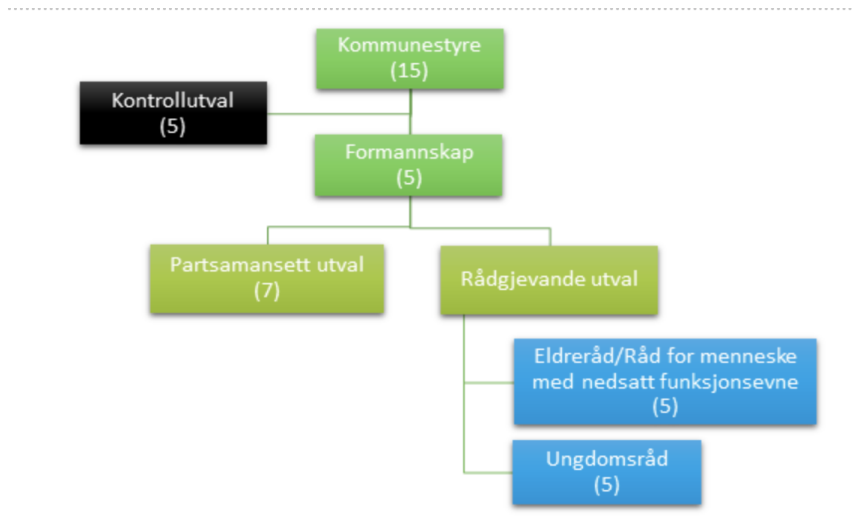 Kommunestyre
(15)
Kontrollutval
(5)
Formannskap
(5)
Partsamansett utval
(7)
Rådgjevande utval
Eldreråd/Råd for menneske
med nedsatt funksjonsevne
(5)
Ungdomsråd
(5)